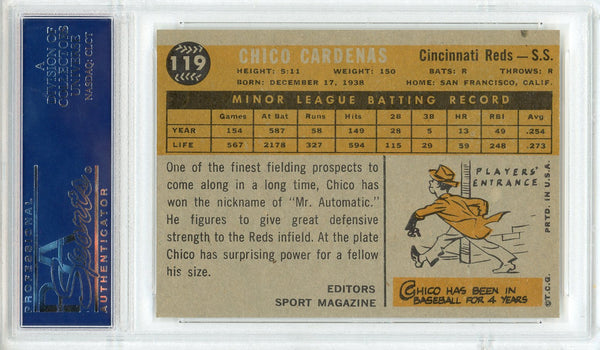 A
DIVISION OF
COLLECTORS
UNIVERSE
NASDAQ: CLCT
PROFESSIONAL
PSA
Sports
AUTHENTICATOR
119
CHICO CARDENAS
Cincinnati Reds — S.S.
HEIGHT: 5:11 WEIGHT: 150 BATS: R THROWS: R
BORN: DECEMBER 17, 1938 HOME: SAN FRANCISCO, CALIF.
MINOR LEAGUE BATTING RECORD
Games At Bat Runs Hits 2B 3B HR RBI Avg
YEAR 154 587 58 149 28 5 13 49 .254
LIFE 567 2178 327 594 115 29 59 248 .273
One of the finest fielding prospects to
come along in a long time, Chico has
won the nickname of "Mr. Automatic."
He figures to give great defensive
strength to the Reds infield. At the plate
Chico has surprising power for a fellow
his size.
EDITORS
SPORT MAGAZINE
PLAYERS'
ENTRANCE
CHICO HAS BEEN IN
BASEBALL FOR 4 YEARS
©T.C.G. PRTD. IN U.S.A.